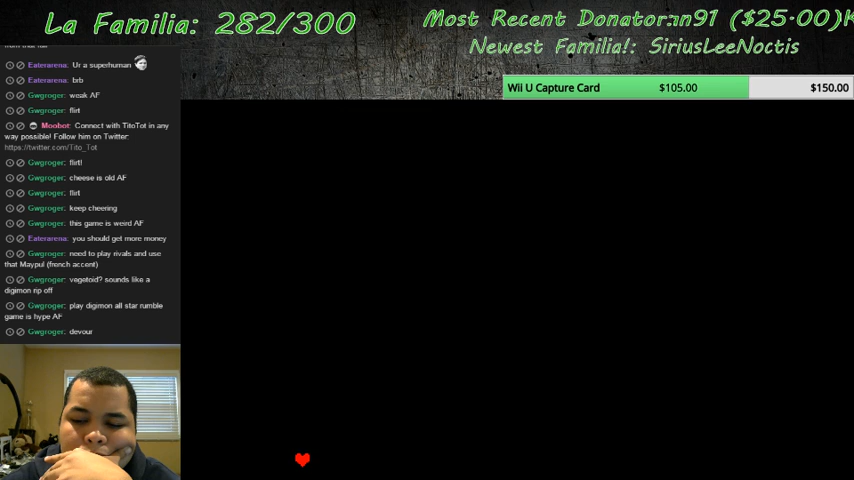 La Familia: 282/300
Most Recent Donator: ($25.00)
Newest Familia!: SiriusLeeNoctis
Wii U Capture Card $105.00 $150.00
Eaterarena: Ur a superhuman
Eaterarena: brb
Gwgroger: weak AF
Gwgroger: flirt
Moobot: Connect with TitoTot in any
way possible! Follow him on Twitter:
https://twitter.com/Tito_Tot
Gwgroger: flirt!
Gwgroger: cheese is old AF
Gwgroger: flirt
Gwgroger: keep cheering
Gwgroger: this game is weird AF
Eaterarena: you should get more money
Gwgroger: need to play rivals and use
that Maypul (french accent)
Gwgroger: vegetoid? sounds like a
digimon rip off
Gwgroger: play digimon all star rumble
game is hype AF
Gwgroger: devour